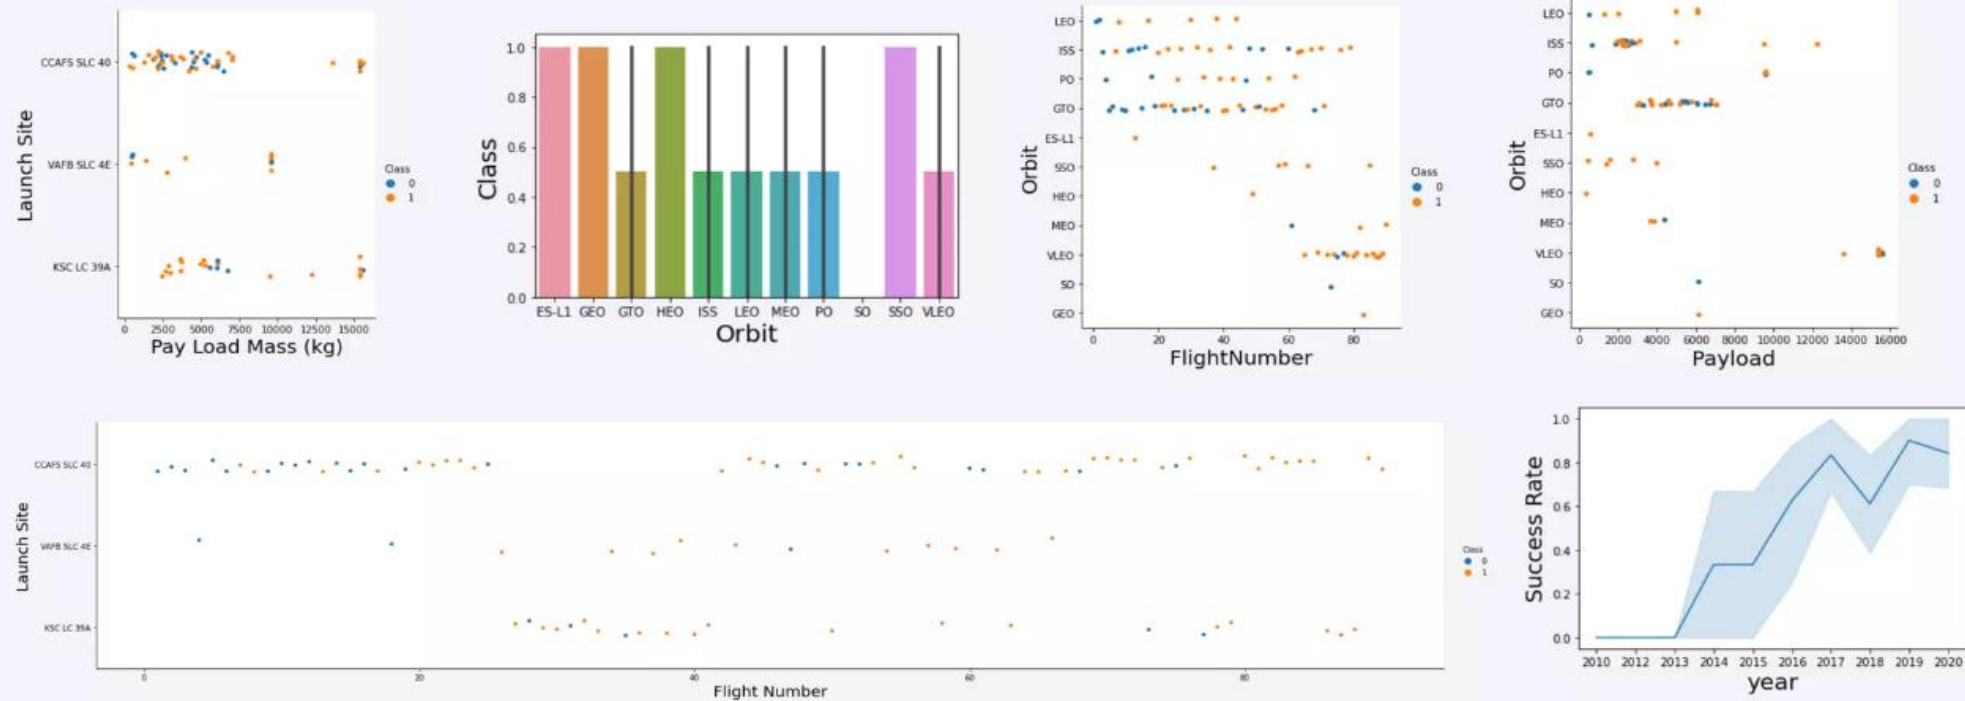 Launch Site
CCAFS SLC 40
VAFB SLC 4E
KSC LC 39A
0 2500 5000 7500 10000 12500 15000
Pay Load Mass (kg)
Class
0
1
Class
1.0
0.8
0.6
0.4
0.2
0.0
ES-L1 GEO GTO HEO ISS LEO MEO PO SO SSO VLEO
Orbit
Orbit
LEO
ISS
PO
GTO
ES-L1
SSO
HEO
MEO
VLEO
SO
GEO
0 20 40 60 80
FlightNumber
Class
0
1
Orbit
LEO
ISS
PO
GTO
ES-L1
SSO
HEO
MEO
VLEO
SO
GEO
0 2000 4000 6000 8000 10000 12000 14000 16000
Payload
Class
0
1
Launch Site
CCAFS SLC 40
VAFB SLC 4E
KSC LC 39A
0 20 40 60 80
Flight Number
Class
0
1
Success Rate
1.0
0.8
0.6
0.4
0.2
0.0
2010 2012 2013 2014 2015 2016 2017 2018 2019 2020
year